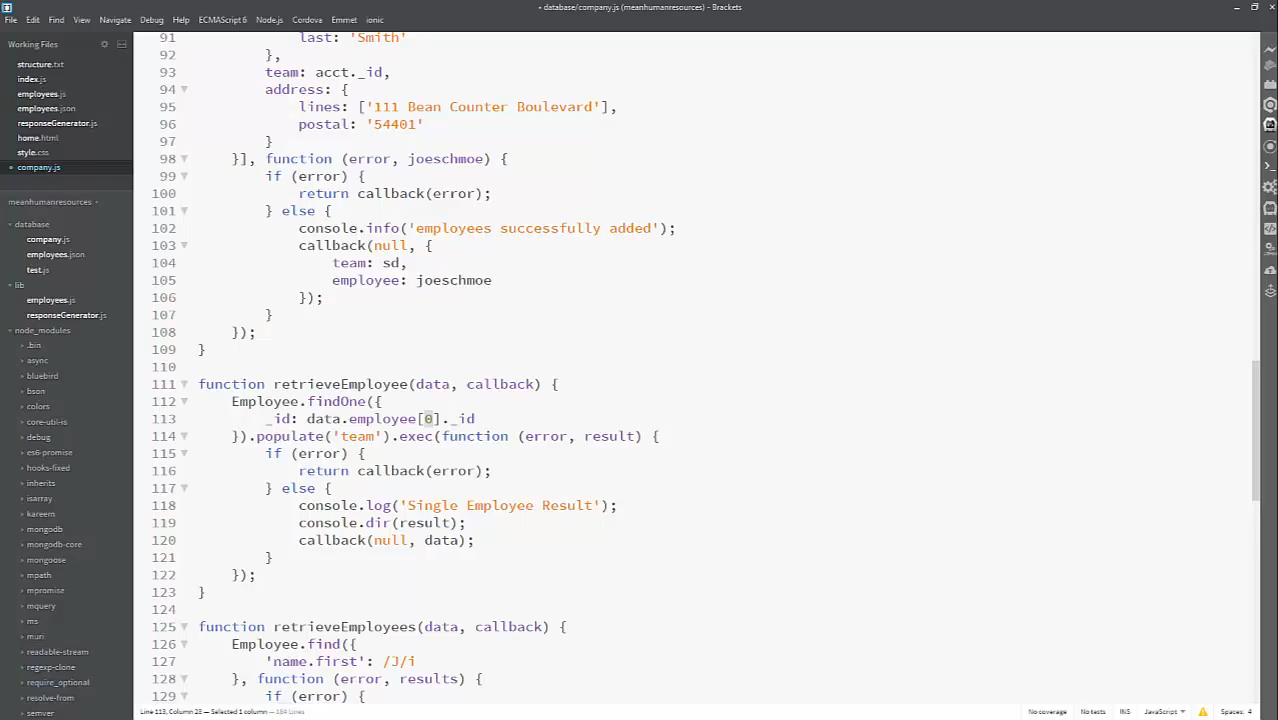 • database/company.js (meanhumanresources) - Brackets
File Edit Find View Navigate Debug Help ECMAScript 6 Node.js Cordova Emmet ionic
Working Files
structure.txt
index.js
employees.js
employees.json
responseGenerator.js
home.html
style.css
company.js
meanhumanresources
database
company.js
employees.json
test.js
lib
employees.js
responseGenerator.js
node_modules
.bin
async
bluebird
bson
colors
core-util-is
debug
es6-promise
hooks-fixed
inherits
isarray
kareem
mongodb
mongodb-core
mongoose
mpath
mpromise
mquery
ms
muri
readable-stream
regexp-clone
require_optional
resolve-from
semver
91 last: 'Smith'
92 },
93 team: acct._id,
94 address: {
95 lines: ['111 Bean Counter Boulevard'],
96 postal: '54401'
97 }
98 }], function (error, joeschmoe) {
99 if (error) {
100 return callback(error);
101 } else {
102 console.info('employees successfully added');
103 callback(null, {
104 team: sd,
105 employee: joeschmoe
106 });
107 }
108 });
109 }
110
111 function retrieveEmployee(data, callback) {
112 Employee.findOne({
113 _id: data.employee[0]._id
114 }).populate('team').exec(function (error, result) {
115 if (error) {
116 return callback(error);
117 } else {
118 console.log('Single Employee Result');
119 console.dir(result);
120 callback(null, data);
121 }
122 });
123 }
124
125 function retrieveEmployees(data, callback) {
126 Employee.find({
127 'name.first': /J/i
128 }, function (error, results) {
129 if (error) {
Line 113, Column 23 — Selected 1 column — 184 Lines
No coverage No tests INS JavaScript Spaces: 4